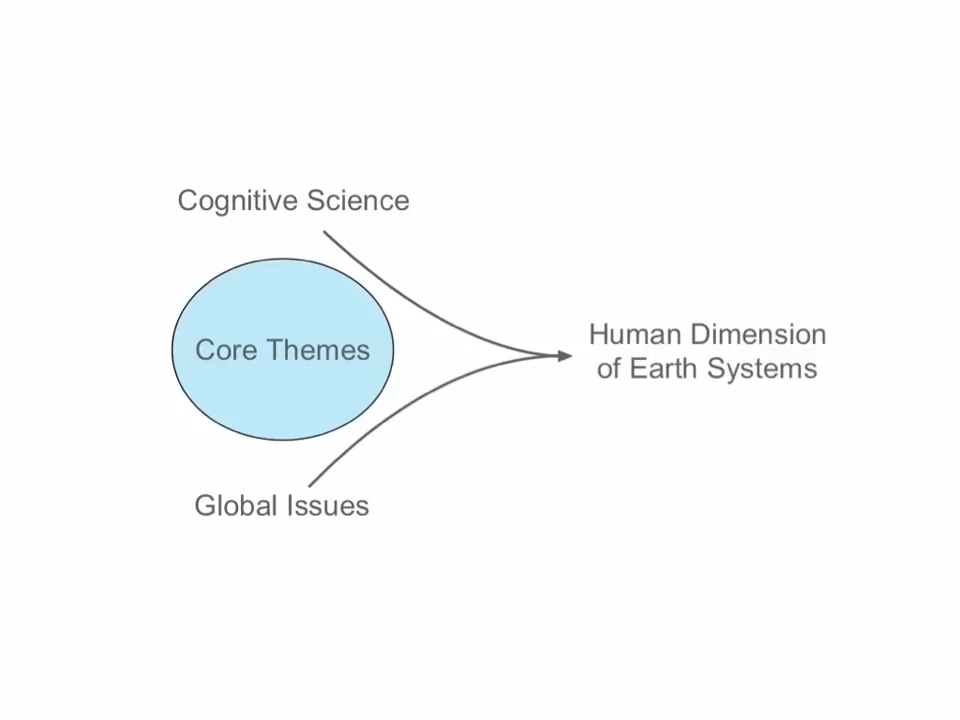 Cognitive Science
Core Themes
Human Dimension
of Earth Systems
Global Issues